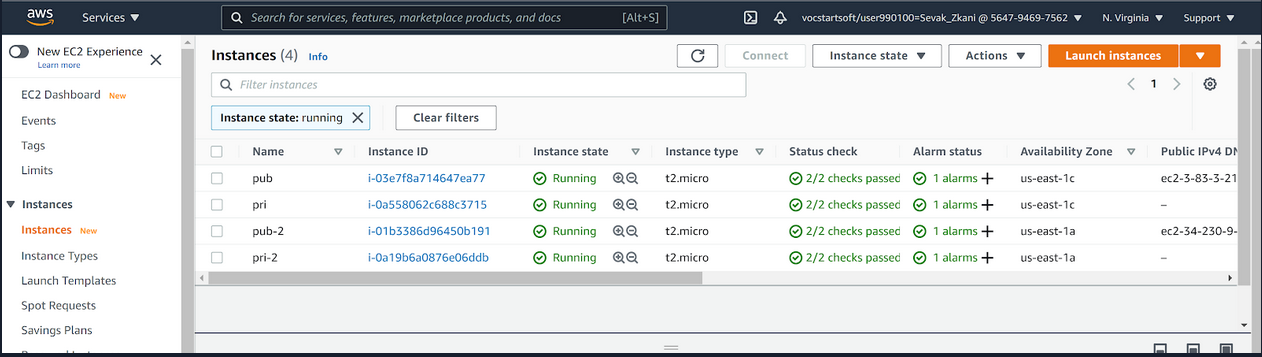 aws Services Search for services, features, marketplace products, and docs [Alt+S] vocstartsoft/user990100=Sevak_Zkani @ 5647-9469-7562 N. Virginia Support
New EC2 Experience
Learn more
EC2 Dashboard New
Events
Tags
Limits
Instances
Instances New
Instance Types
Launch Templates
Spot Requests
Savings Plans
Instances (4) Info Connect Instance state Actions Launch instances
Filter instances 1
Instance state: running Clear filters
Name Instance ID Instance state Instance type Status check Alarm status Availability Zone Public IPv4 DN
pub i-03e7f8a714647ea77 Running t2.micro 2/2 checks passed 1 alarms + us-east-1c ec2-3-83-3-21
pri i-0a558062c688c3715 Running t2.micro 2/2 checks passed 1 alarms + us-east-1c –
pub-2 i-01b3386d96450b191 Running t2.micro 2/2 checks passed 1 alarms + us-east-1a ec2-34-230-9-
pri-2 i-0a19b6a0876e06ddb Running t2.micro 2/2 checks passed 1 alarms + us-east-1a –